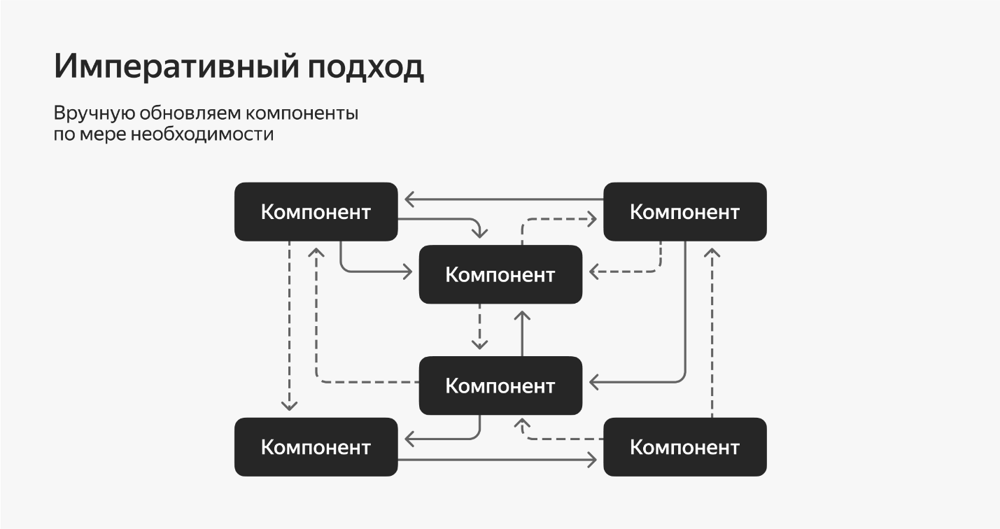 Императивный подход
Вручную обновляем компоненты
по мере необходимости
Компонент
Компонент
Компонент
Компонент
Компонент
Компонент